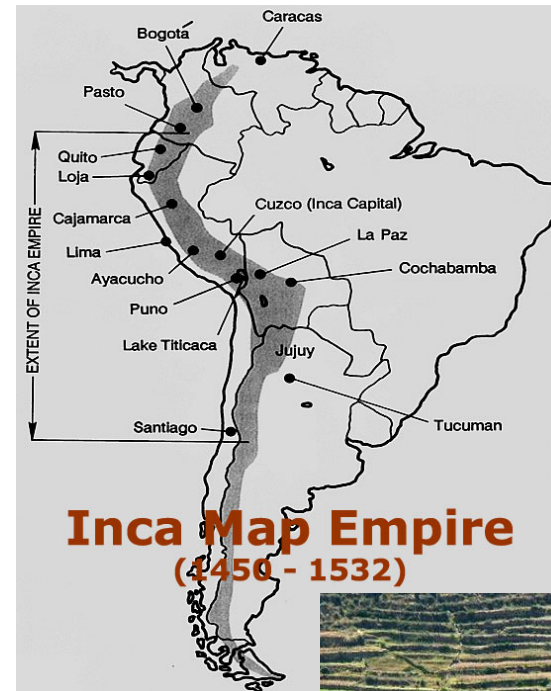 Caracas
Bogotá
Pasto
Quito
Loja
Cajamarca
Cuzco (Inca Capital)
Lima
La Paz
Ayacucho
Cochabamba
Puno
Lake Titicaca
Jujuy
EXTENT OF INCA EMPIRE
Santiago
Tucuman
Inca Map Empire
(1450 - 1532)